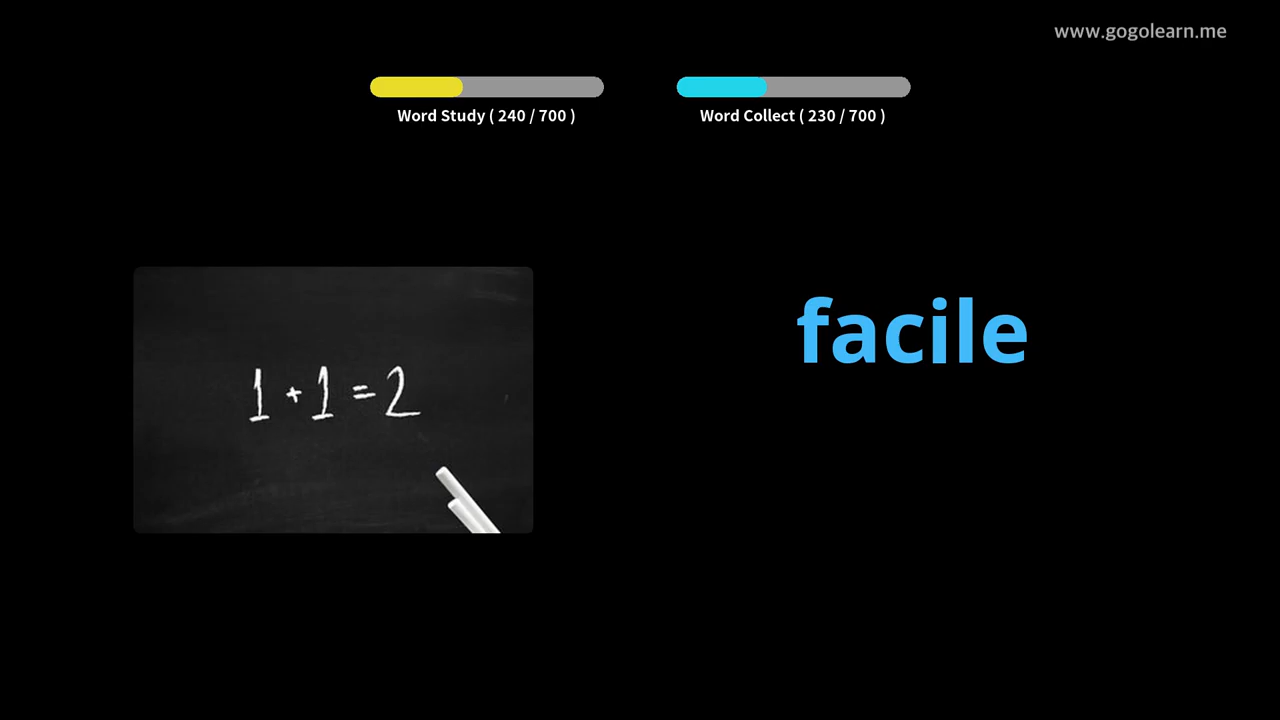 www.gogolearn.me
Word Study ( 240 / 700 )
Word Collect ( 230 / 700 )
1 + 1 = 2
facile